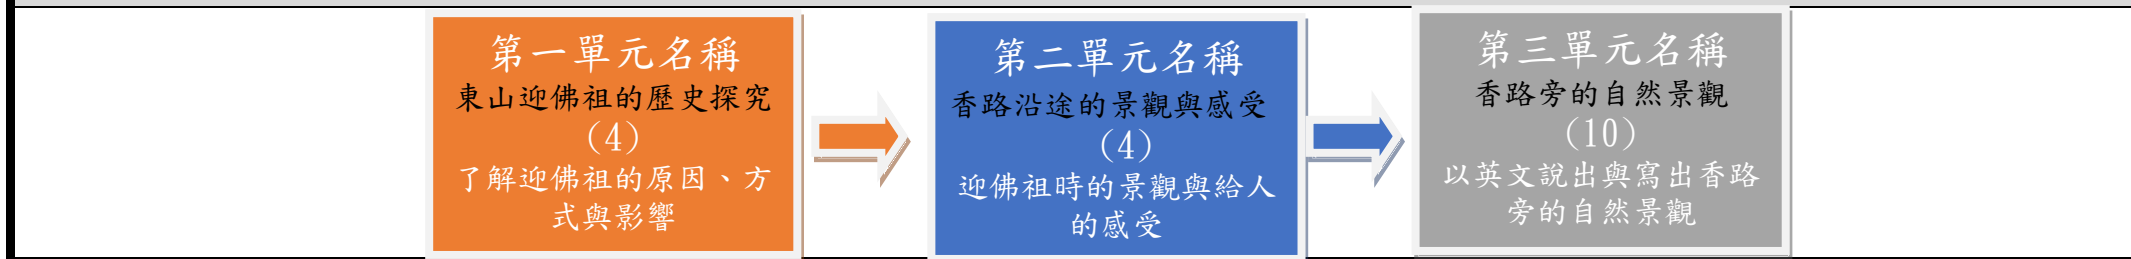 第一單元名稱
東山迎佛祖的歷史探究
(4)
了解迎佛祖的原因、方
式與影響
第二單元名稱
香路沿途的景觀與感受
(4)
迎佛祖時的景觀與給人
的感受
第三單元名稱
香路旁的自然景觀
(10)
以英文說出與寫出香路
旁的自然景觀